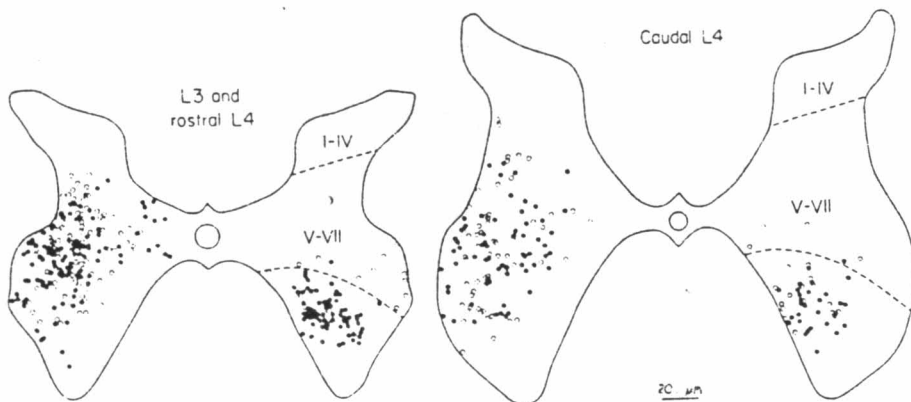 L3 and
rostral L4
I-IV
V-VII
Caudal L4
I-IV
V-VII
20 µm